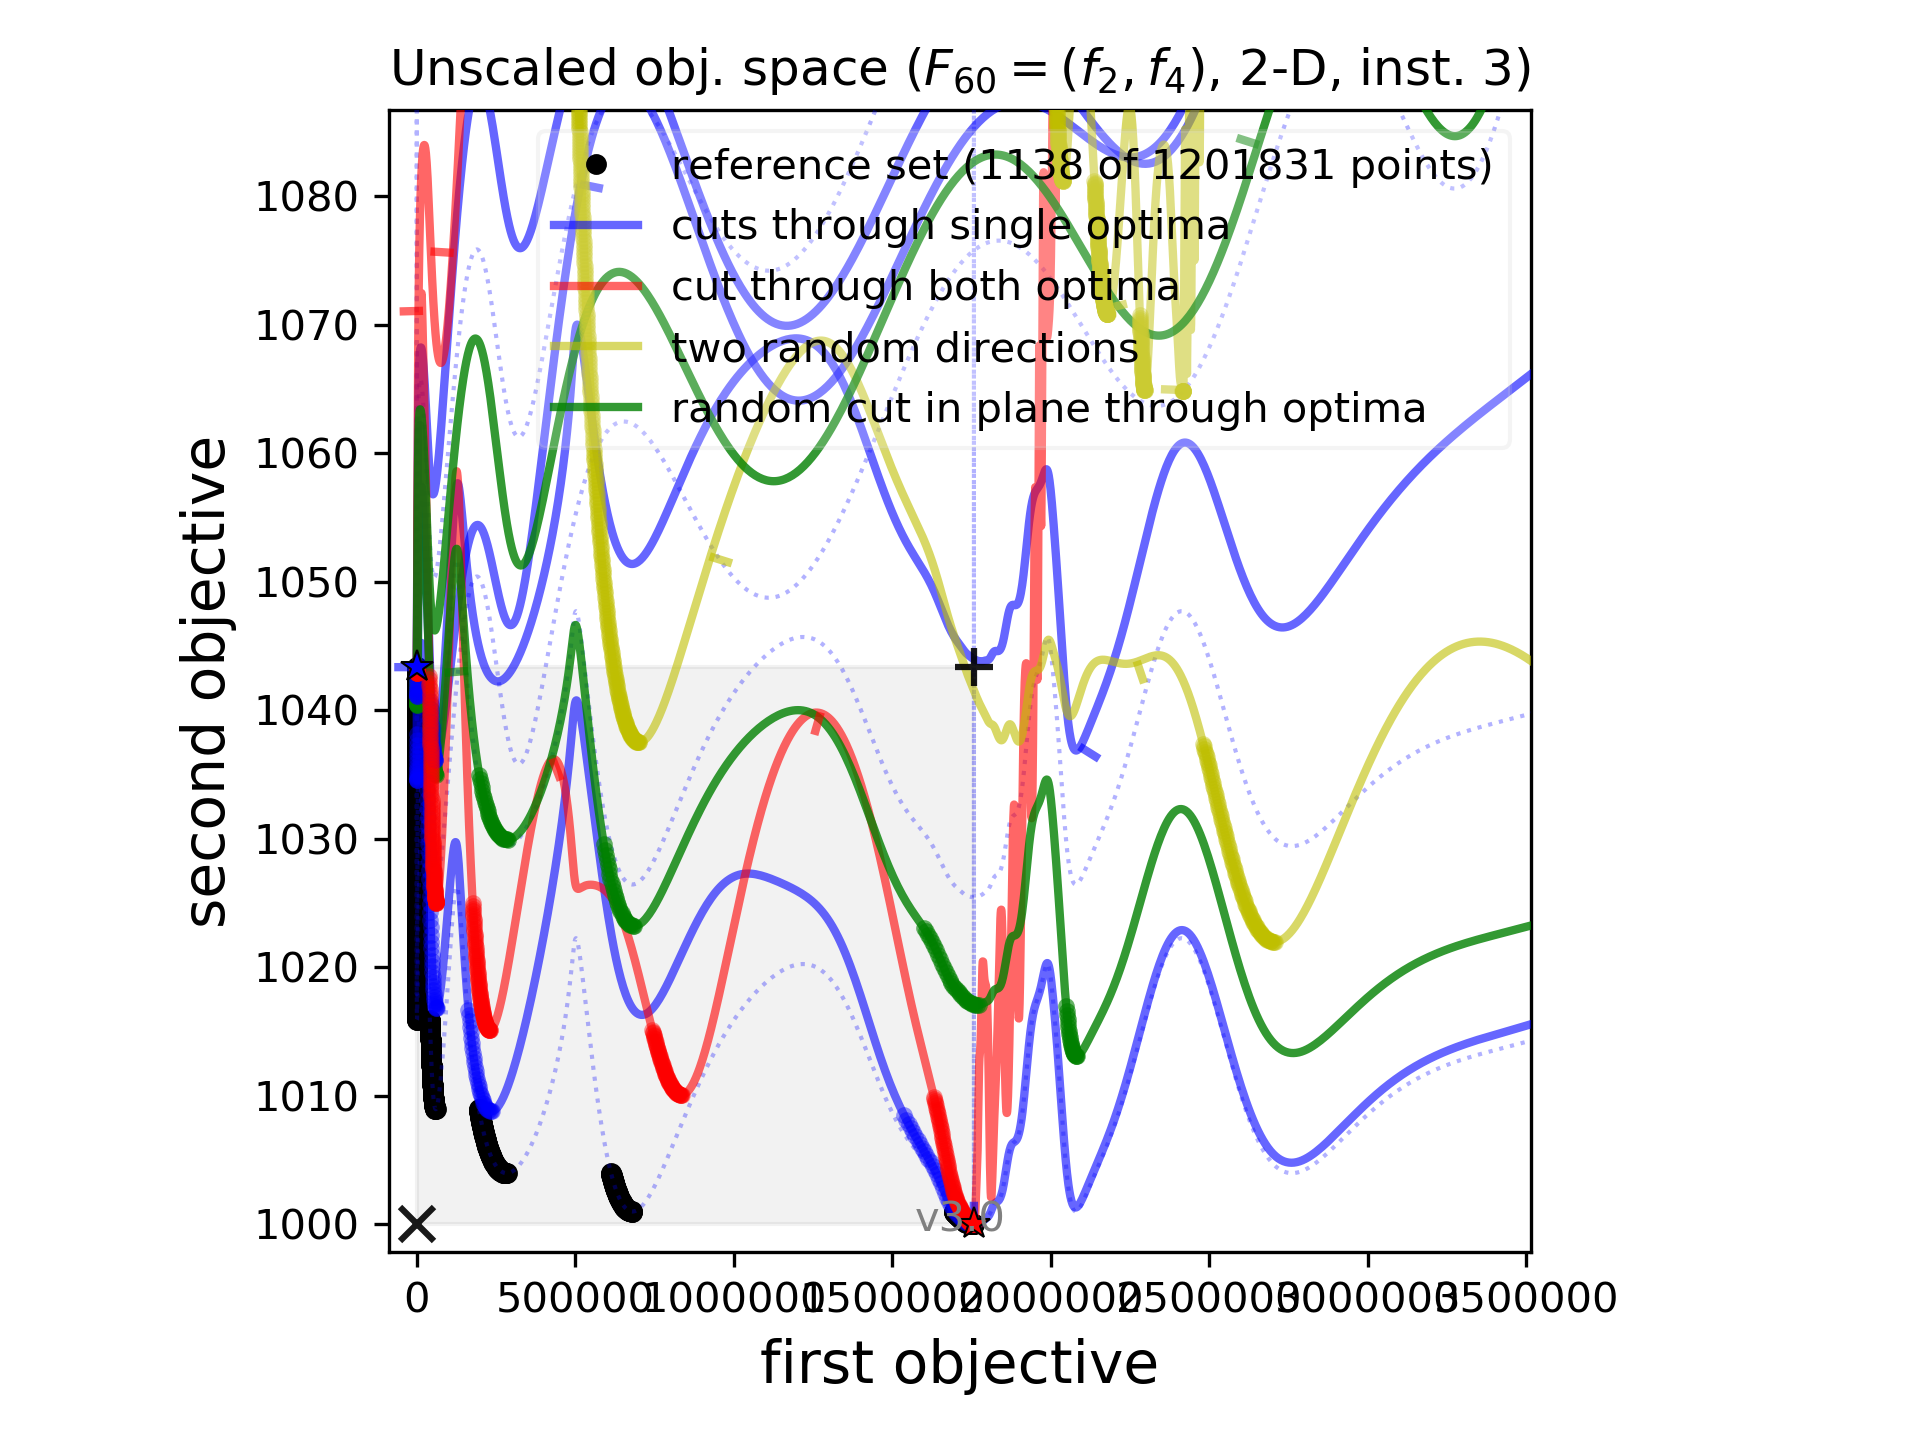 Unscaled obj. space (F60 = (f2, f4), 2-D, inst. 3)
reference set (1138 of 1201831 points)
cuts through single optima
cut through both optima
two random directions
random cut in plane through optima
1080
1070
1060
1050
1040
1030
1020
1010
1000
second objective
v3.0
0 500000 1000000 1500000 2000000 2500000 3000000 3500000
first objective